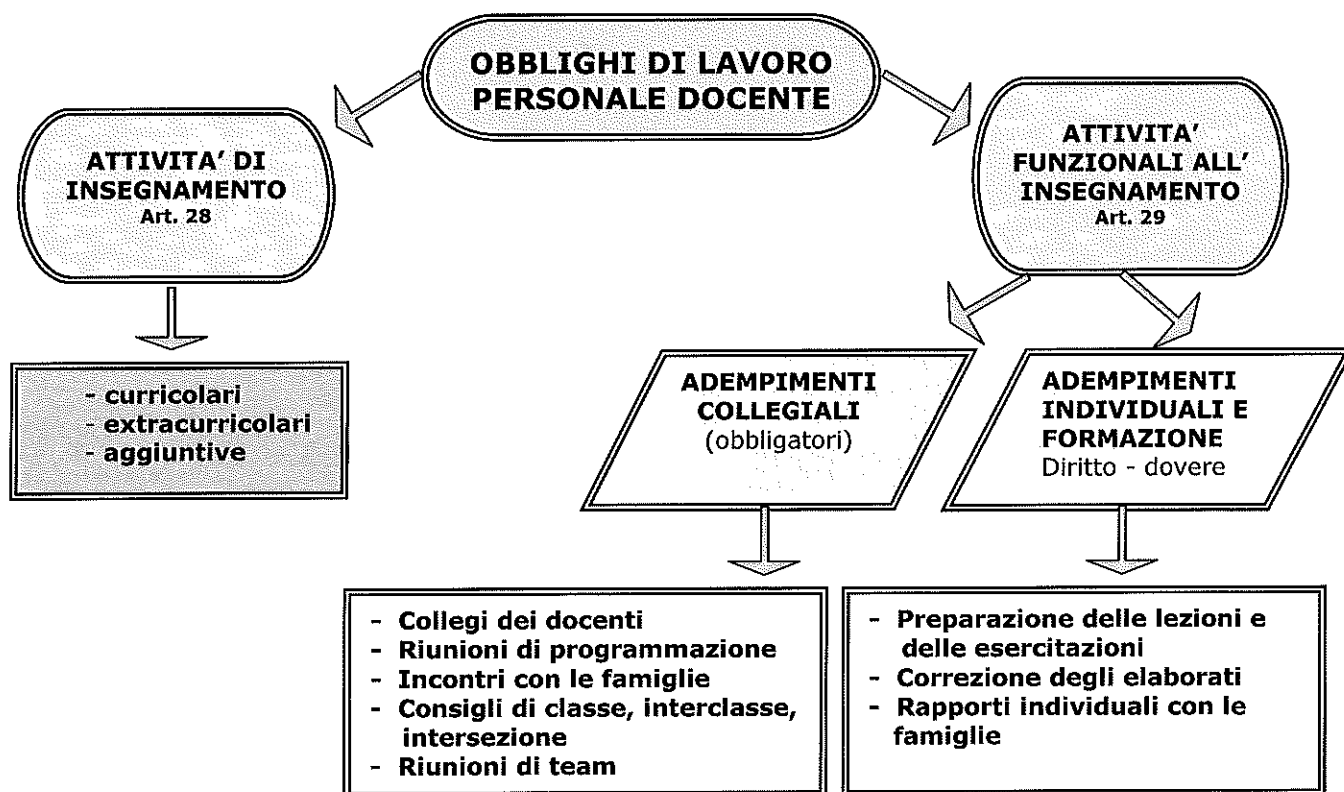 OBBLIGHI DI LAVORO
PERSONALE DOCENTE
ATTIVITA’ DI
INSEGNAMENTO
Art. 28
ATTIVITA’
FUNZIONALI ALL’
INSEGNAMENTO
Art. 29
- curricolari
- extracurricolari
- aggiuntive
ADEMPIMENTI
COLLEGIALI
(obbligatori)
ADEMPIMENTI
INDIVIDUALI E
FORMAZIONE
Diritto - dovere
- Collegi dei docenti
- Riunioni di programmazione
- Incontri con le famiglie
- Consigli di classe, interclasse,
intersezione
- Riunioni di team
- Preparazione delle lezioni e
delle esercitazioni
- Correzione degli elaborati
- Rapporti individuali con le
famiglie